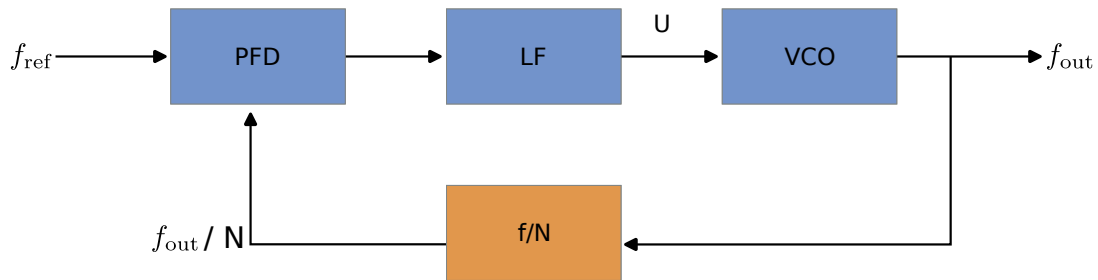 U
f_ref PFD LF VCO f_out
f/N
f_out / N